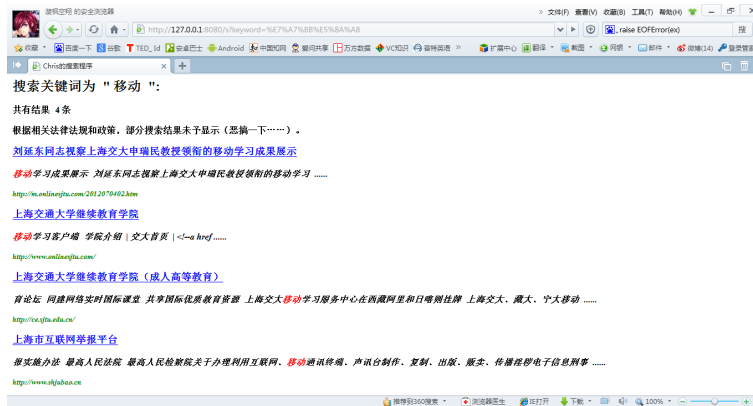 游视空栩 的安全浏览器
文件(F) 查看(V) 收藏(B) 工具(T) 帮助(H)
http://127.0.0.1:8080/s?keyword=%E7%A7%BB%E5%8A%A8
raise EOFError(ex)
收藏 百度一下 谷歌 TED_Id 安卓巴士 Android 中国知网 爱问共享 万方数据 VC知识 普特英语 » 扩展中心 翻译 截图 网银 邮件 微博(14) 登录管家
Chris的搜索程序
搜索关键词为 " 移动 ":
共有结果 4 条
根据相关法律法规和政策，部分搜索结果未予显示（恶搞一下……）。
刘延东同志视察上海交大申瑞民教授领衔的移动学习成果展示
移动学习成果展示 刘延东同志视察上海交大申瑞民教授领衔的移动学习 ......
http://m.onlinesjtu.com/2012070402.htm
上海交通大学继续教育学院
移动学习客户端 学院介绍 | 交大首页 | <!--a href ......
http://www.onlinesjtu.com/
上海交通大学继续教育学院（成人高等教育）
育论坛 同建网络实时国际课堂 共享国际优质教育资源 上海交大移动学习服务中心在西藏阿里和日喀则挂牌 上海交大、藏大、宁大移动 ......
http://ce.sjtu.edu.cn/
上海市互联网举报平台
报实施办法 最高人民法院 最高人民检察院关于办理利用互联网、移动通讯终端、声讯台制作、复制、出版、贩卖、传播淫秽电子信息刑事 ......
http://www.shjubao.cn
推荐到360搜索 浏览器医生 IE打开 下载 100%